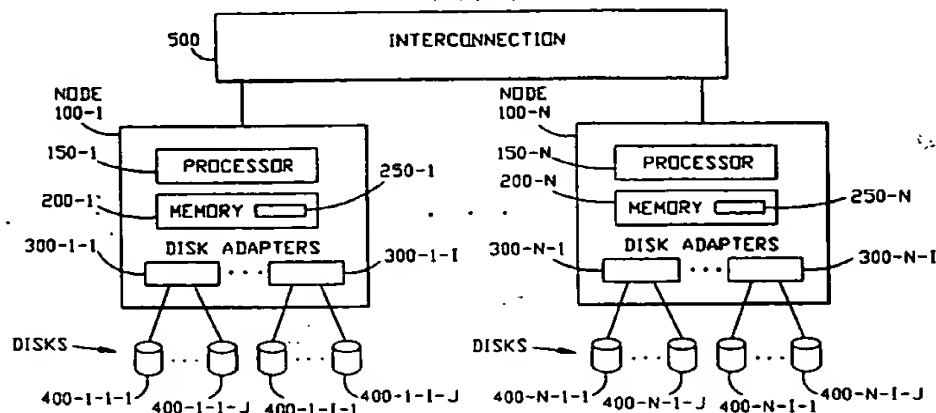 500
INTERCONNECTION
NODE
100-1
NODE
100-N
150-1
PROCESSOR
250-1
150-N
PROCESSOR
200-1
MEMORY
200-N
MEMORY
250-N
300-1-1
DISK ADAPTERS
300-1-I
300-N-1
DISK ADAPTERS
300-N-I
DISKS
DISKS
400-1-1-1
400-1-1-J
400-1-I-1
400-1-I-J
400-N-1-1
400-N-1-J
400-N-I-1
400-N-I-J